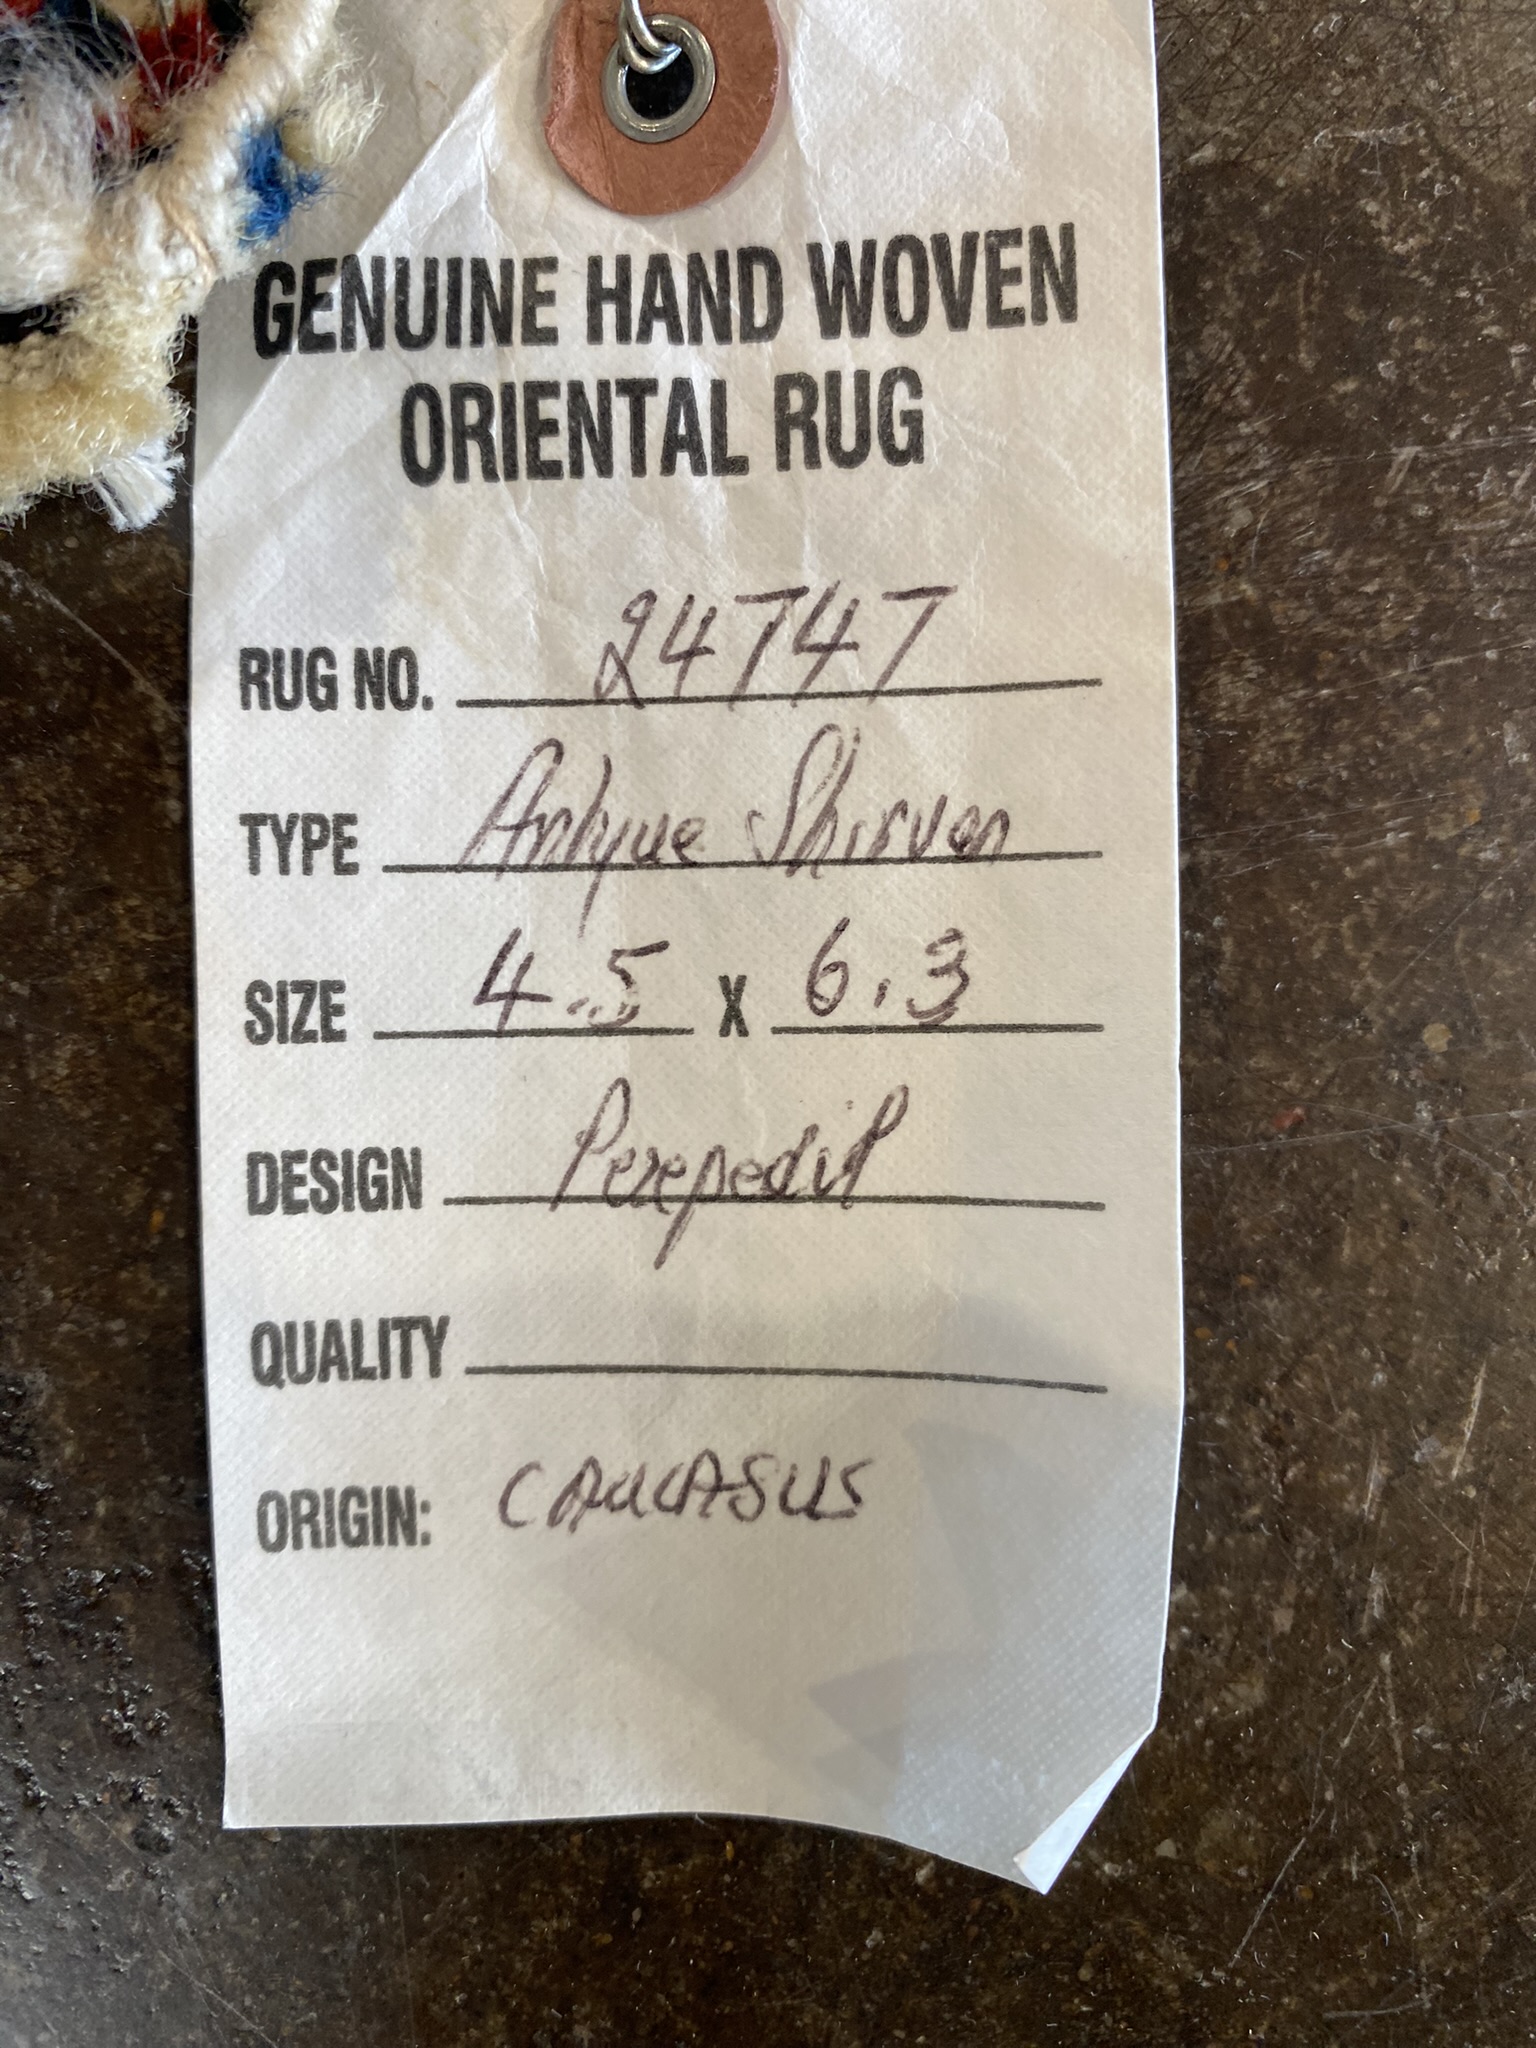 GENUINE HAND WOVEN
ORIENTAL RUG
RUG NO. 24747
TYPE Antque Shirvan
SIZE 4.5 X 6.3
DESIGN Perepedil
QUALITY
ORIGIN: CAUCASUS